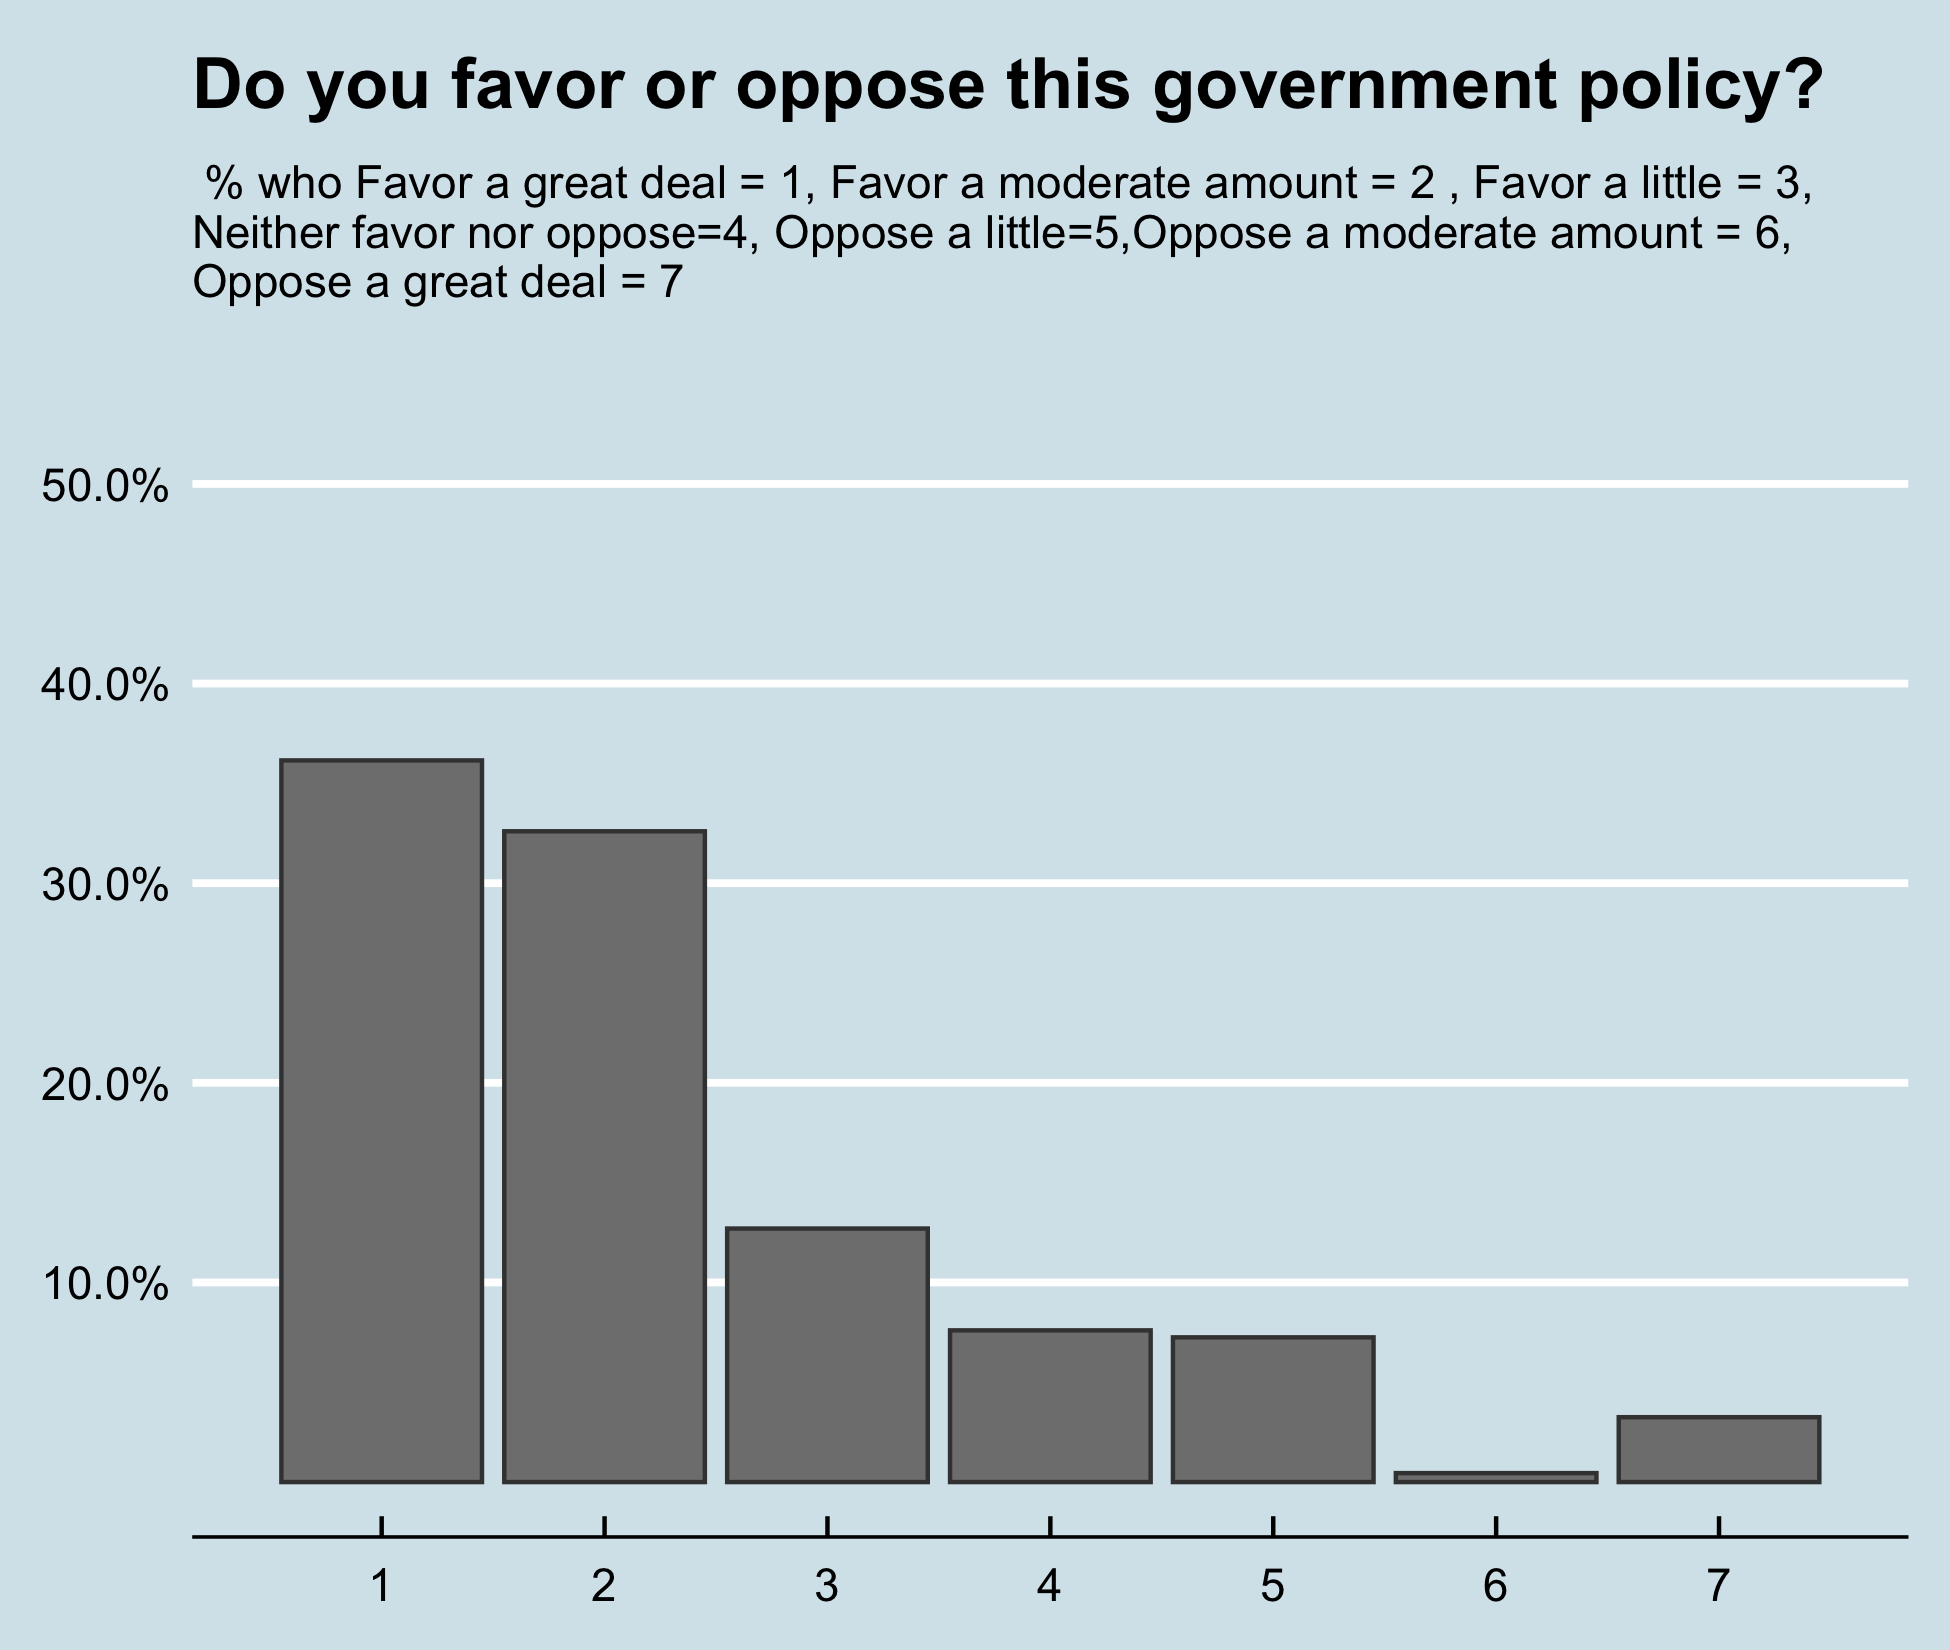 Do you favor or oppose this government policy?
% who Favor a great deal = 1, Favor a moderate amount = 2 , Favor a little = 3,
Neither favor nor oppose=4, Oppose a little=5,Oppose a moderate amount = 6,
Oppose a great deal = 7
50.0%
40.0%
30.0%
20.0%
10.0%
1 2 3 4 5 6 7